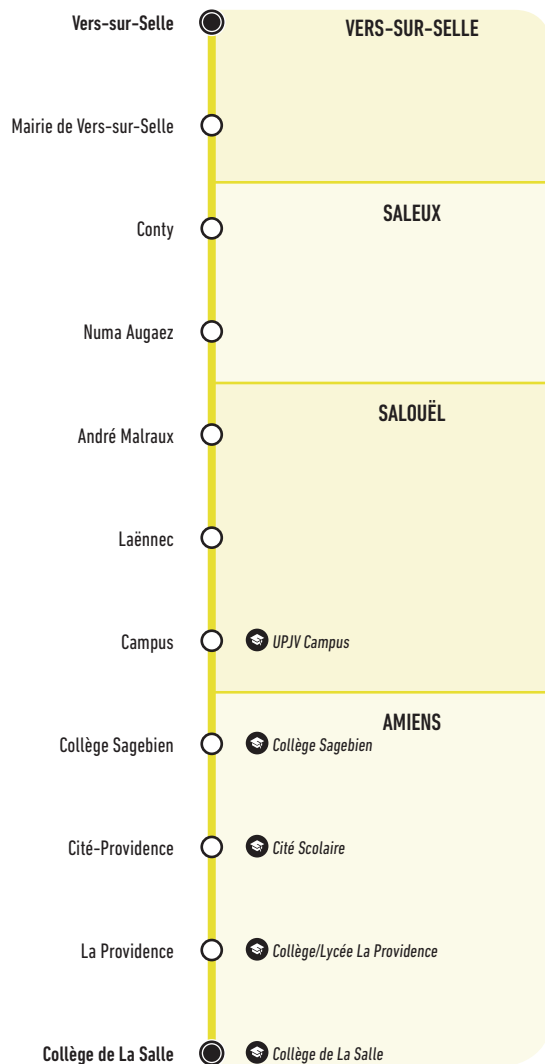 Vers-sur-Selle
VERS-SUR-SELLE
Mairie de Vers-sur-Selle
SALEUX
Conty
Numa Augaez
SALOUËL
André Malraux
Laënnec
Campus
UPJV Campus
AMIENS
Collège Sagebien
Collège Sagebien
Cité-Providence
Cité Scolaire
La Providence
Collège/Lycée La Providence
Collège de La Salle
Collège de La Salle